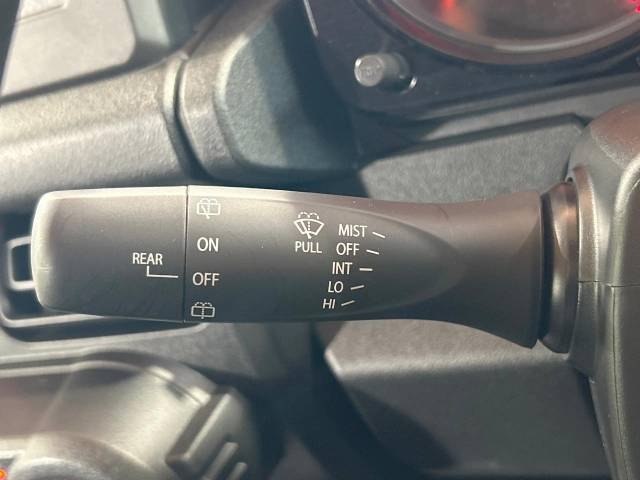 REAR
ON
OFF
PULL
MIST
OFF
INT
LO
HI